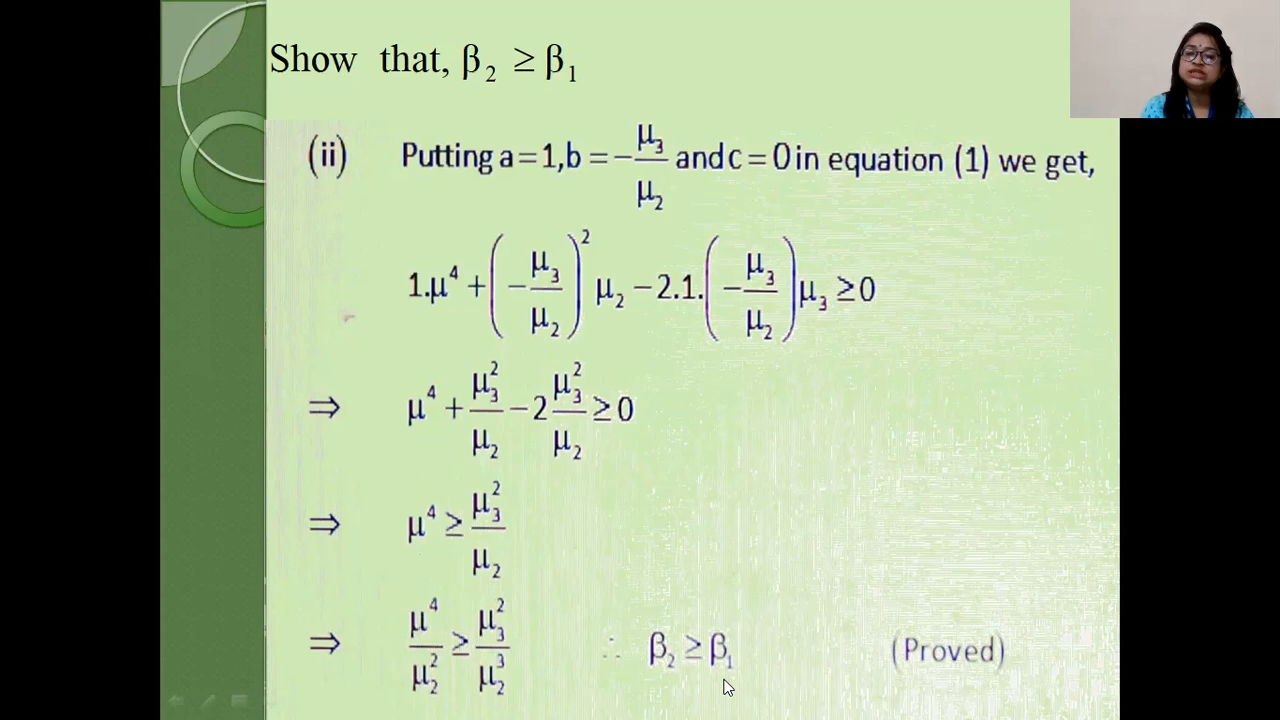 Show that, β₂ ≥ β₁
(ii) Putting a=1, b = −μ₃/μ₂ and c = 0 in equation (1) we get,
1.μ⁴ + (−μ₃/μ₂)² μ₂ − 2.1.(−μ₃/μ₂) μ₃ ≥ 0
⇒ μ⁴ + μ₃²/μ₂ − 2 μ₃²/μ₂ ≥ 0
⇒ μ⁴ ≥ μ₃²/μ₂
⇒ μ⁴/μ₂² ≥ μ₃²/μ₂³ ∴ β₂ ≥ β₁ (Proved)